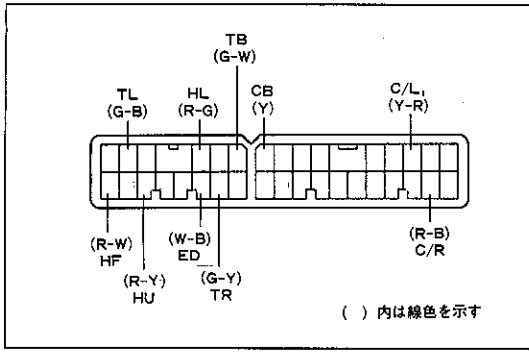 TB
(G-W)
TL
(G-B)
HL
(R-G)
CB
(Y)
C/L₁
(Y-R)
(R-W)
HF
(R-Y)
HU
(W-B)
ED
(G-Y)
TR
(R-B)
C/R
( ) 内は線色を示す